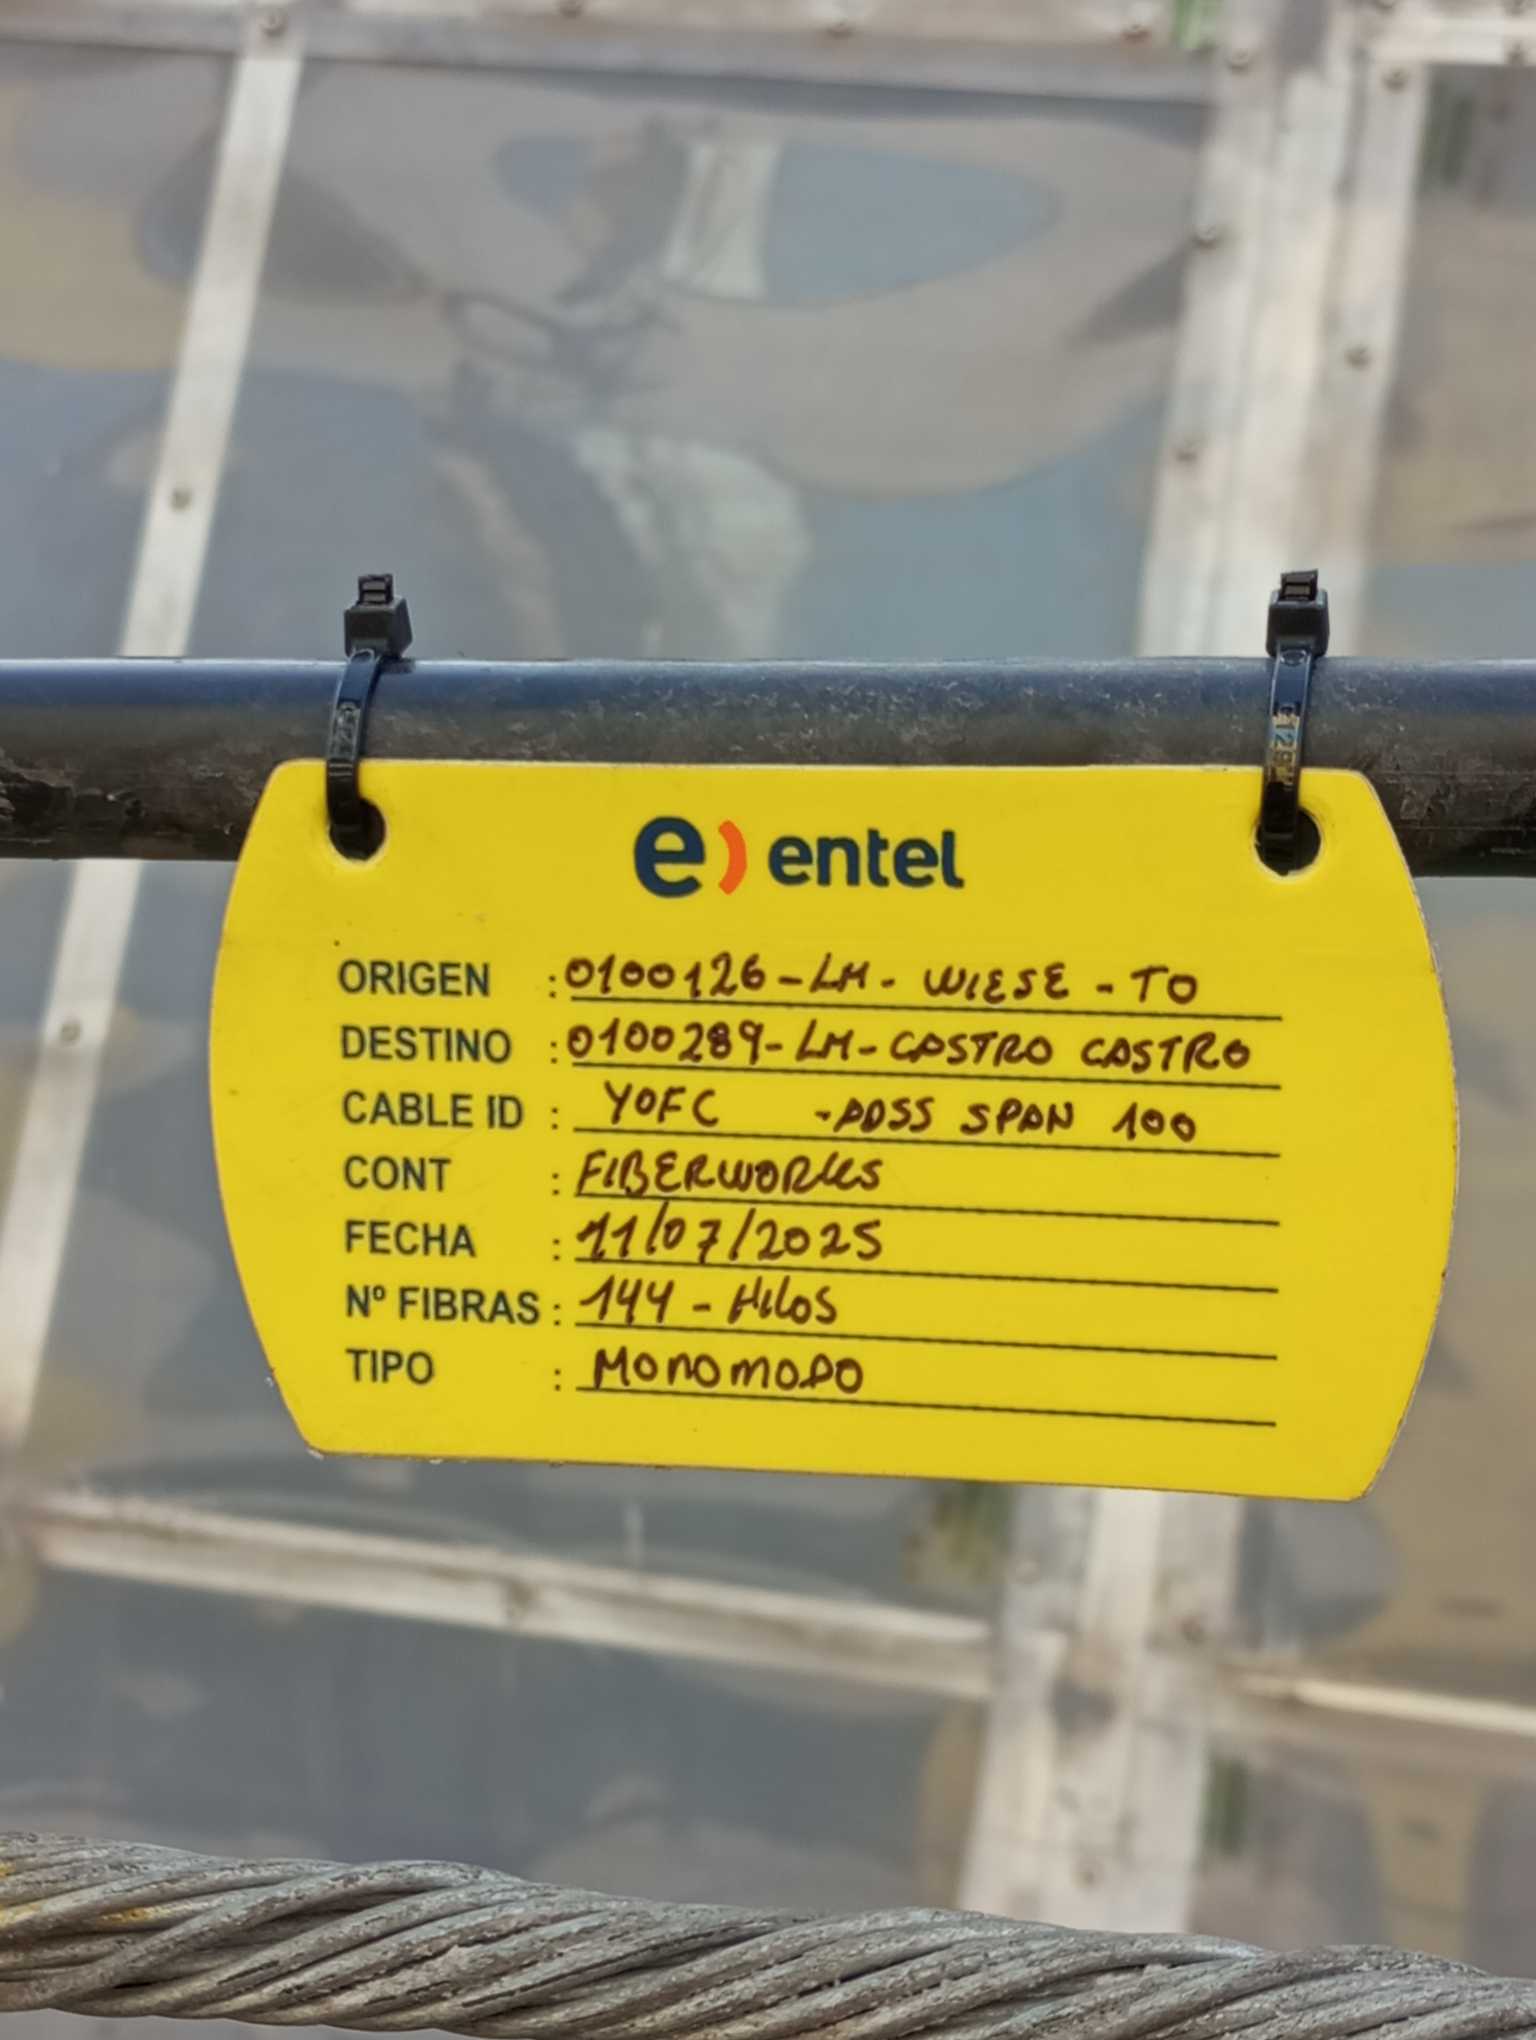 e) entel
ORIGEN : 0100126-LM- WIESE - TO
DESTINO : 0100289-LM-CASTRO CASTRO
CABLE ID : YOFC -ADSS SPAN 100
CONT : FIBERWORKS
FECHA : 11/07/2025
Nº FIBRAS : 144 - Hilos
TIPO : MONOMODO